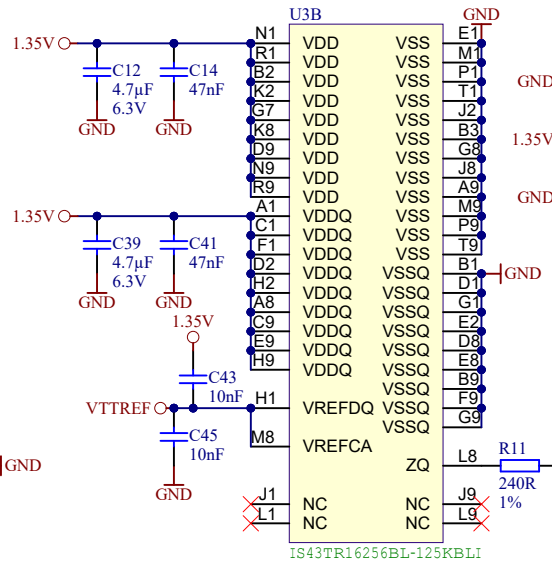 U3B
GND
1.35V
N1 VDD VSS E1
R1 VDD VSS M1
C12 C14
B2 VDD VSS P1
GND
4.7µF 47nF
K2 VDD VSS T1
6.3V
G7 VDD VSS J2
GND GND
K8 VDD VSS B3
1.35V
D9 VDD VSS G8
N9 VDD VSS J8
R9 VDD VSS A9
GND
1.35V
A1 VDDQ VSS M9
C1 VDDQ VSS P9
C39 C41
F1 VDDQ VSS T9
4.7µF 47nF
D2 VDDQ VSSQ B1
GND
6.3V
H2 VDDQ VSSQ D1
GND GND
A8 VDDQ VSSQ G1
1.35V
C9 VDDQ VSSQ E2
E9 VDDQ VSSQ D8
H9 VDDQ VSSQ E8
C43
VSSQ B9
10nF
VTTREF
H1 VREFDQ VSSQ F9
VSSQ G9
C45
M8 VREFCA
10nF
R11
GND
ZQ L8
240R
GND
J1 NC NC J9
1%
L1 NC NC L9
IS43TR16256BL-125KBLI